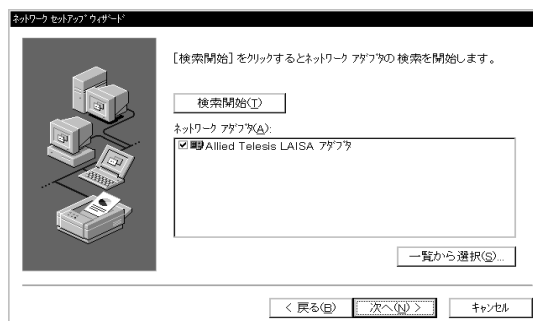 ﾈｯﾄﾜｰｸ ｾｯﾄｱｯﾌﾟ ｳｨｻﾞｰﾄﾞ
[検索開始] をｸﾘｯｸするとﾈｯﾄﾜｰｸ ｱﾀﾞﾌﾟﾀの検索を開始します。
検索開始(T)
ﾈｯﾄﾜｰｸ ｱﾀﾞﾌﾟﾀ(A):
Allied Telesis LAISA ｱﾀﾞﾌﾟﾀ
一覧から選択(S)...
< 戻る(B)
次へ(N) >
ｷｬﾝｾﾙ